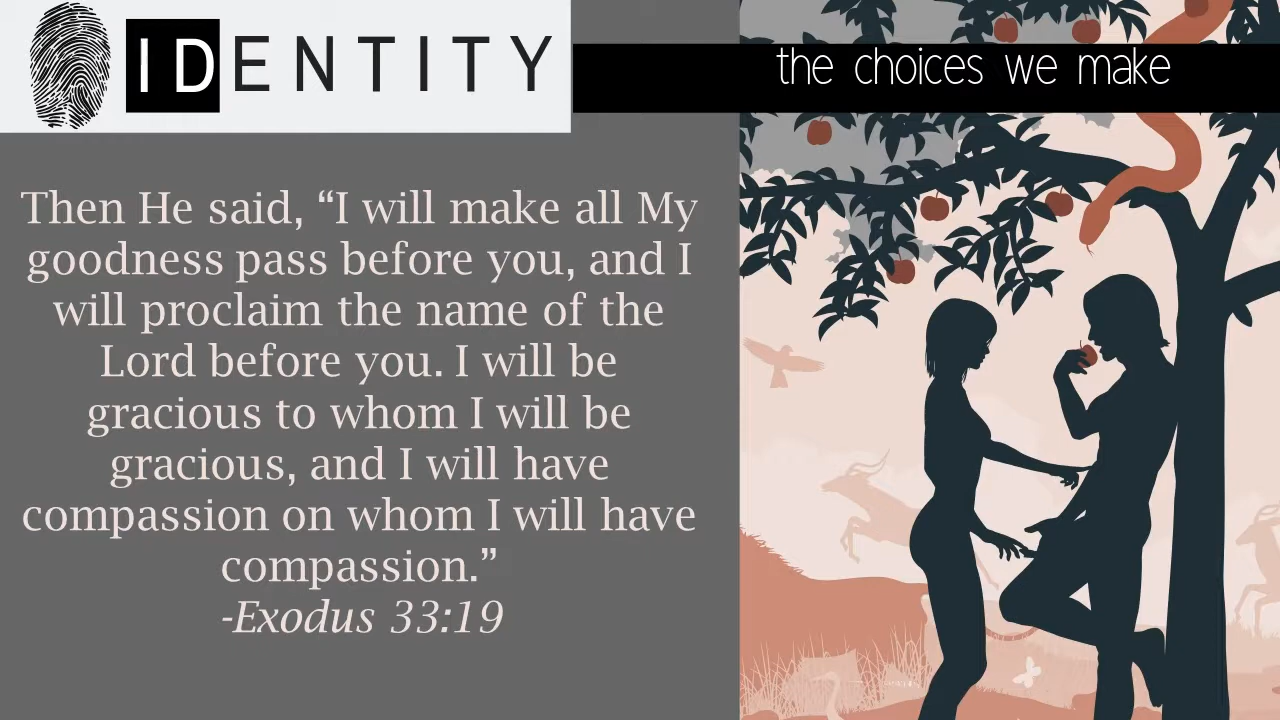 IDENTITY
the choices we make
Then He said, “I will make all My
goodness pass before you, and I
will proclaim the name of the
Lord before you. I will be
gracious to whom I will be
gracious, and I will have
compassion on whom I will have
compassion.”
-Exodus 33:19